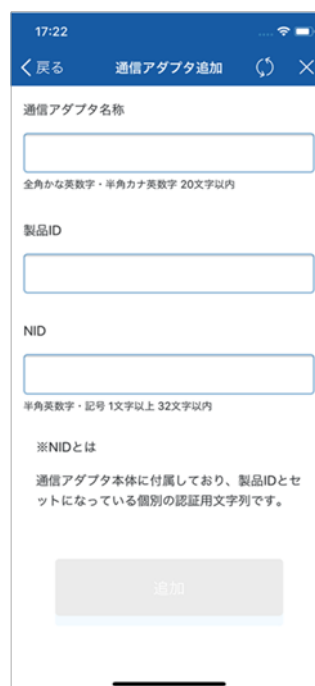 17:22
戻る 通信アダプタ追加
通信アダプタ名称
全角かな英数字・半角カナ英数字 20文字以内
製品ID
NID
半角英数字・記号 1文字以上 32文字以内
※NIDとは
通信アダプタ本体に付属しており、製品IDとセ
ットになっている個別の認証用文字列です。
追加